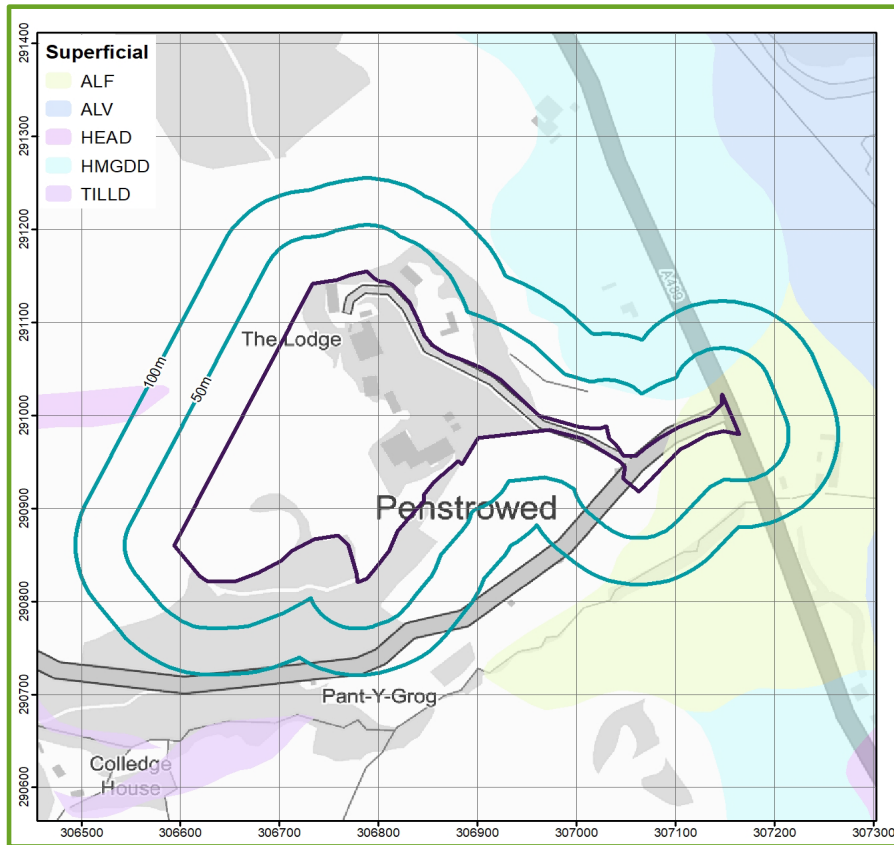 Superficial
ALF
ALV
HEAD
HMGDD
TILLD
291400
291300
291200
291100
291000
290900
290800
290700
290600
A489
The Lodge
100m
50m
Penstrowed
Pant-Y-Grog
Colledge
House
306500
306600
306700
306800
306900
307000
307100
307200
307300